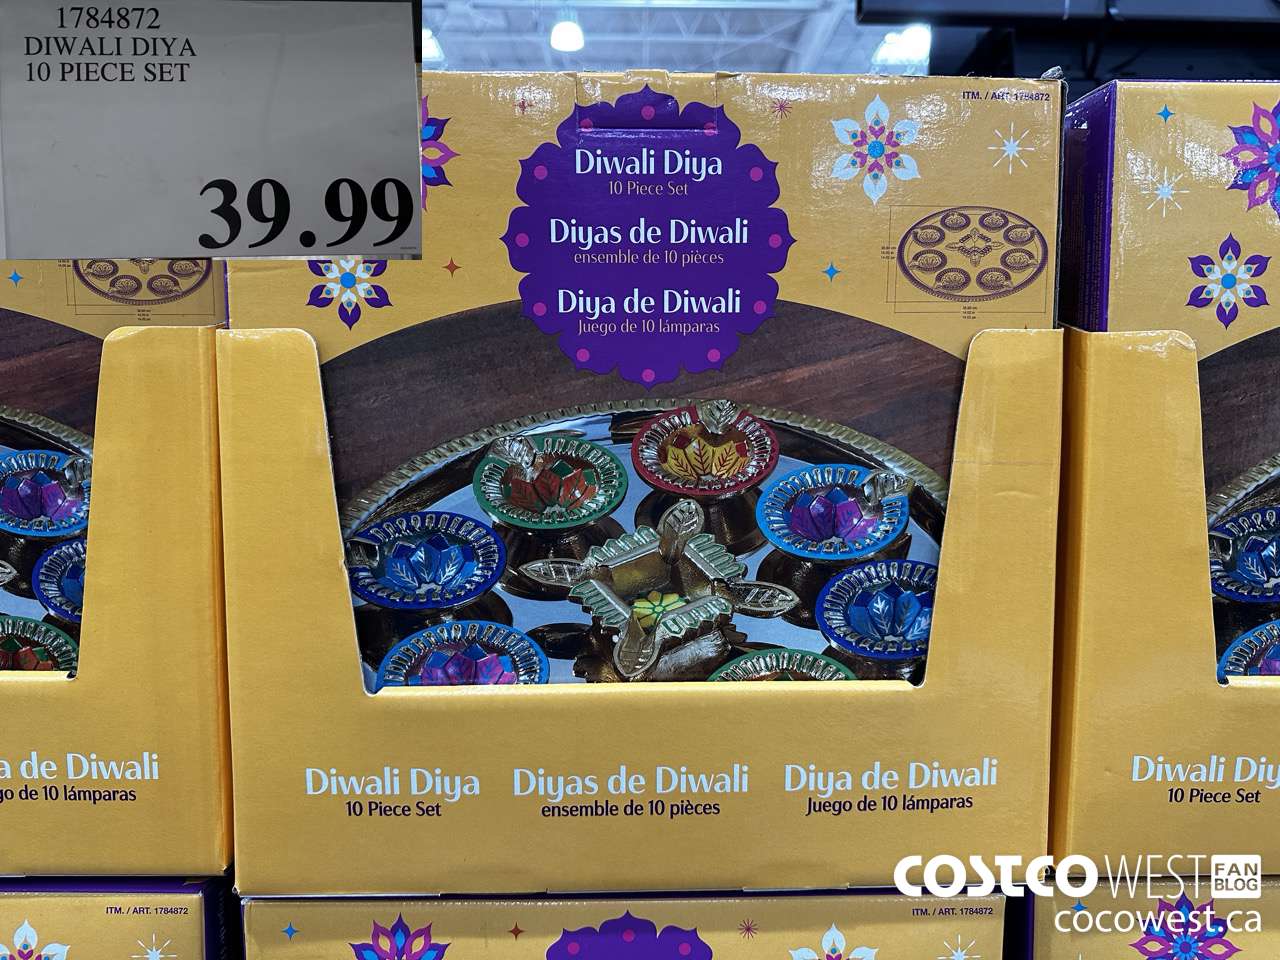 1784872
DIWALI DIYA
10 PIECE SET
39.99
ITM. / ART. 1784872
Diwali Diya
10 Piece Set
Diyas de Diwali
ensemble de 10 pièces
Diya de Diwali
Juego de 10 lámparas
a de Diwali
go de 10 lámparas
Diwali Diya
10 Piece Set
Diyas de Diwali
ensemble de 10 pièces
Diya de Diwali
Juego de 10 lámparas
Diwali Diy
10 Piece Set
ITM. / ART. 1784872
ITM. / ART. 1784872
COSTCO WEST FAN BLOG
cocowest.ca